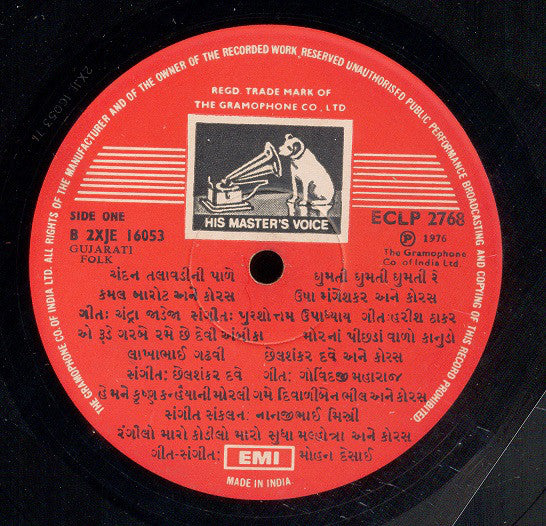 THE GRAMOPHONE CO. OF INDIA LTD. ALL RIGHTS OF THE MANUFACTURER AND OF THE OWNER OF THE RECORDED WORK RESERVED UNAUTHORISED PUBLIC PERFORMANCE BROADCASTING AND COPYING OF THIS RECORD PROHIBITED
REGD. TRADE MARK OF
THE GRAMOPHONE CO., LTD.
HIS MASTER'S VOICE
SIDE ONE
B 2XJE 16053
GUJARATI
FOLK
ECLP 2768
Ⓟ 1976
The Gramophone
Co. of India Ltd.
ચંદન તલાવડીની પાળે
કમલ બારોટ અને કોરસ
ઘુમતી ઘુમતી ઘુમતી રે
ઉષા મંગેશકર અને કોરસ
ગીત: ચંદ્રા જાડેજા સંગીત: પુરશોત્તમ ઉપાધ્યાય ગીત: હરીશ ઠાકર
એ રૂડે ગરબે રમે છે દેવી અંબીકા
મોરનાં પીછડાં વાળો કાનુડો
લાખાભાઈ ગઢવી
છેલશંકર દવે અને કોરસ
સંગીત: છેલશંકર દવે
ગીત: ગોવિંદજી મહારાજ
હે મને કૃષ્ણ કનૈયાની મોરલી ગમે દિવાળીબેન ભીલ અને કોરસ
સંગીત સંકલન: નાનજીભાઈ મિસ્ત્રી
રંગીલો મારો કોડીલો મારો સુધા મલ્હોત્રા અને કોરસ
ગીત-સંગીત: મોહન દેસાઈ
EMI
MADE IN INDIA